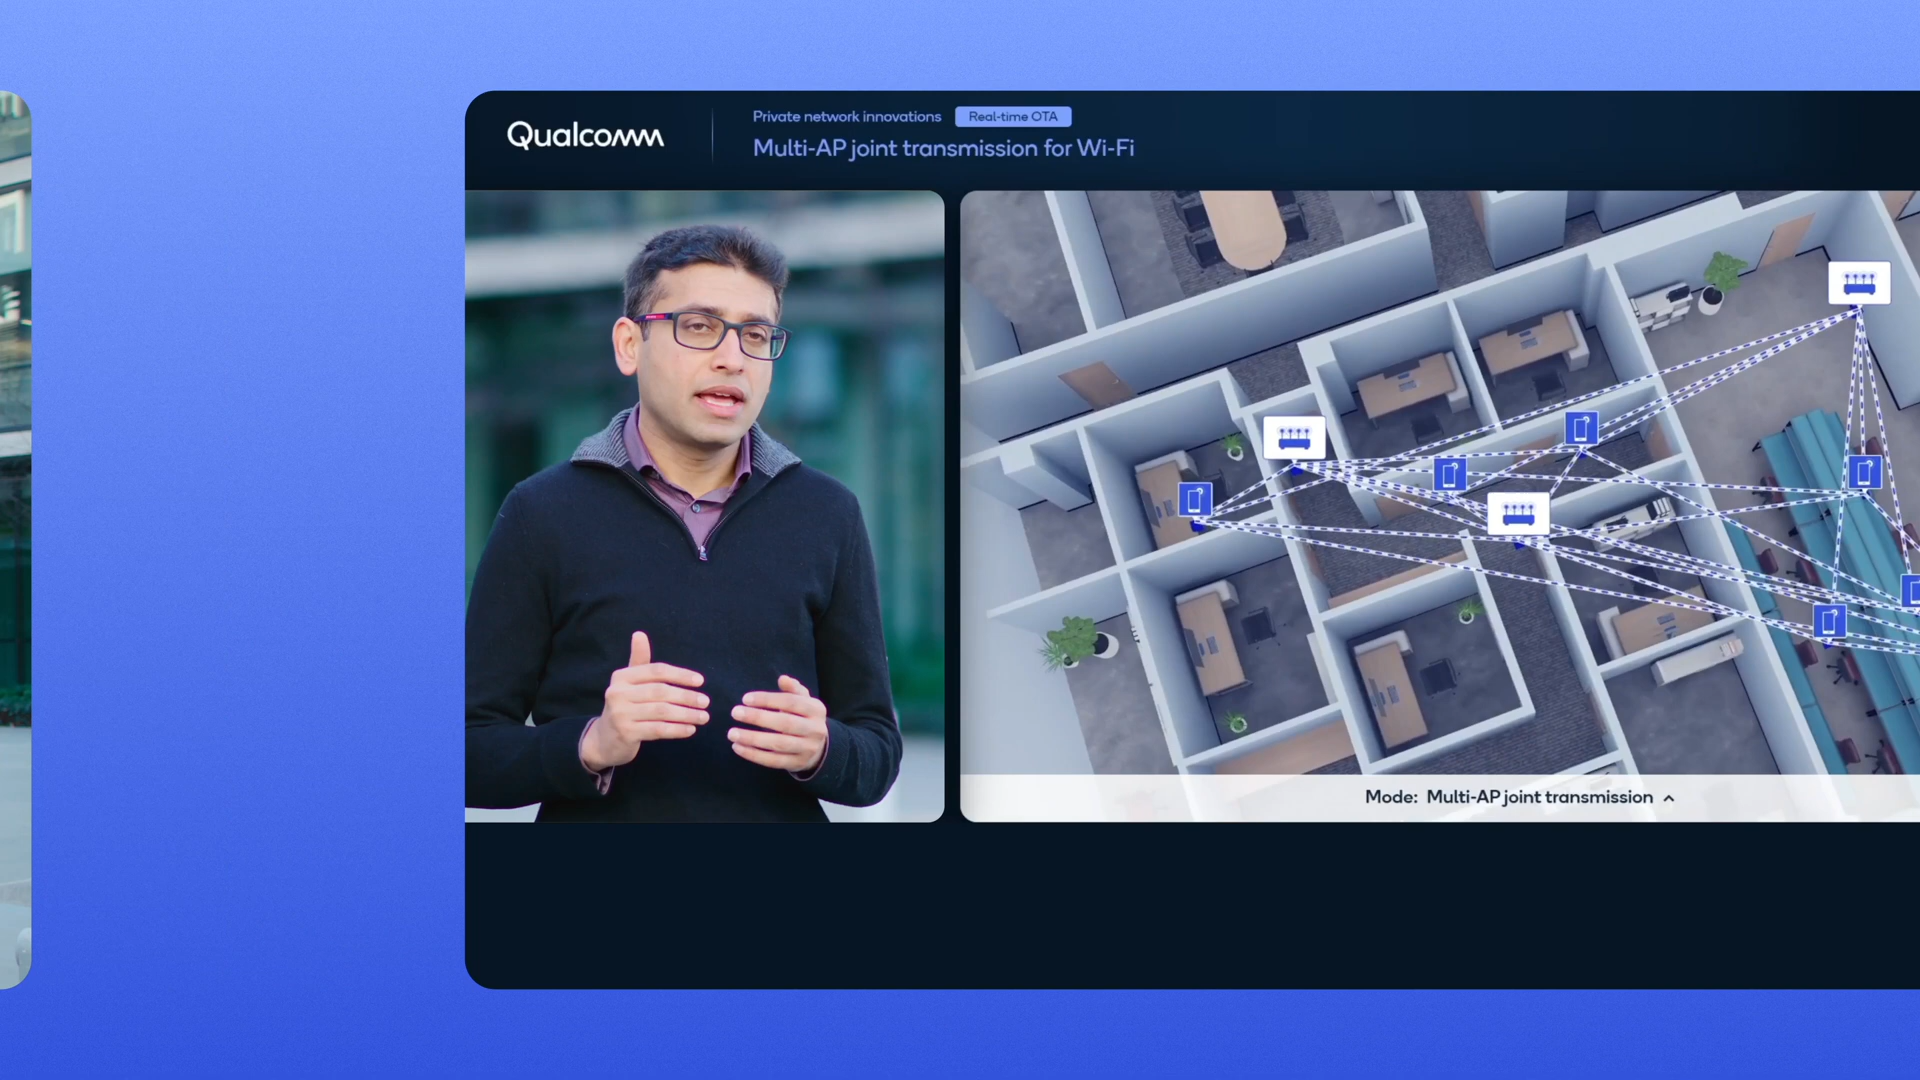 Qualcomm
Private network innovations
Real-time OTA
Multi-AP joint transmission for Wi-Fi
Mode: Multi-AP joint transmission